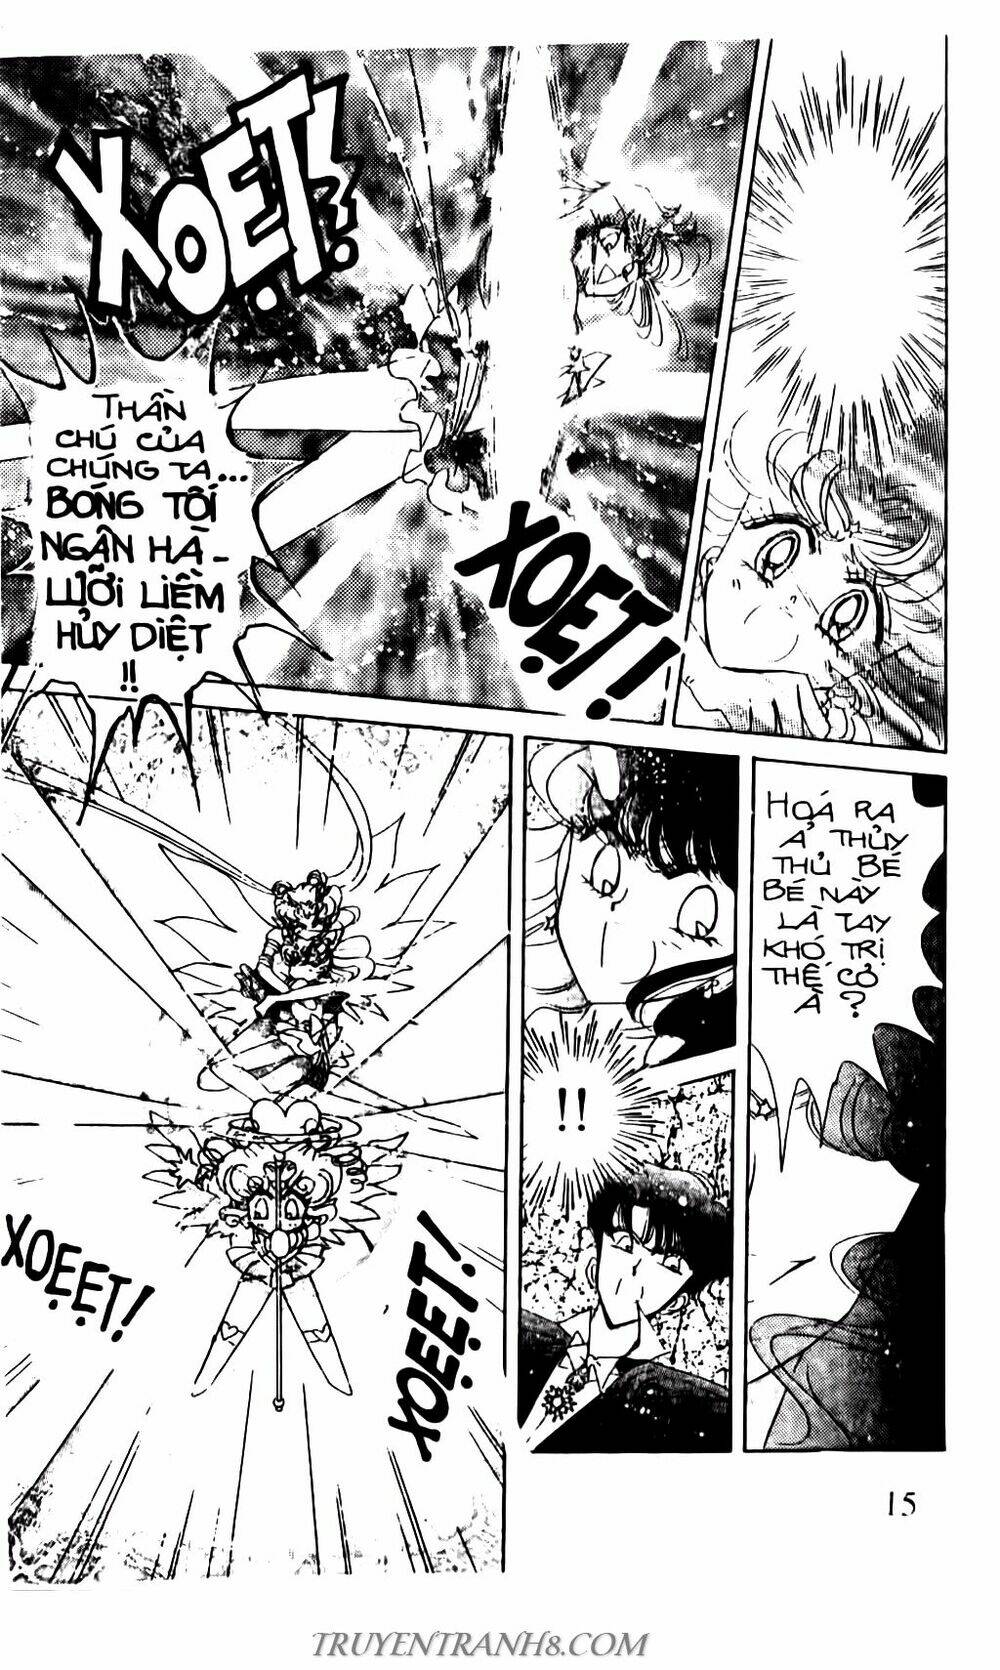 XOẸT!
THẦN
CHÚ CỦA
CHÚNG TA...
BÓNG TỐI
NGÂN HÀ -
LƯỠI LIỀM
HỦY DIỆT
!!
XOẸT!
HOÁ RA
Ả THỦY
THỦ BÉ
BÉ NÀY
LÀ TAY
KHÓ TRỊ
THẾ CƠ
À?
!!
XOẸẸT!
XOẸẸT!
15
TRUYENTRANH8.COM